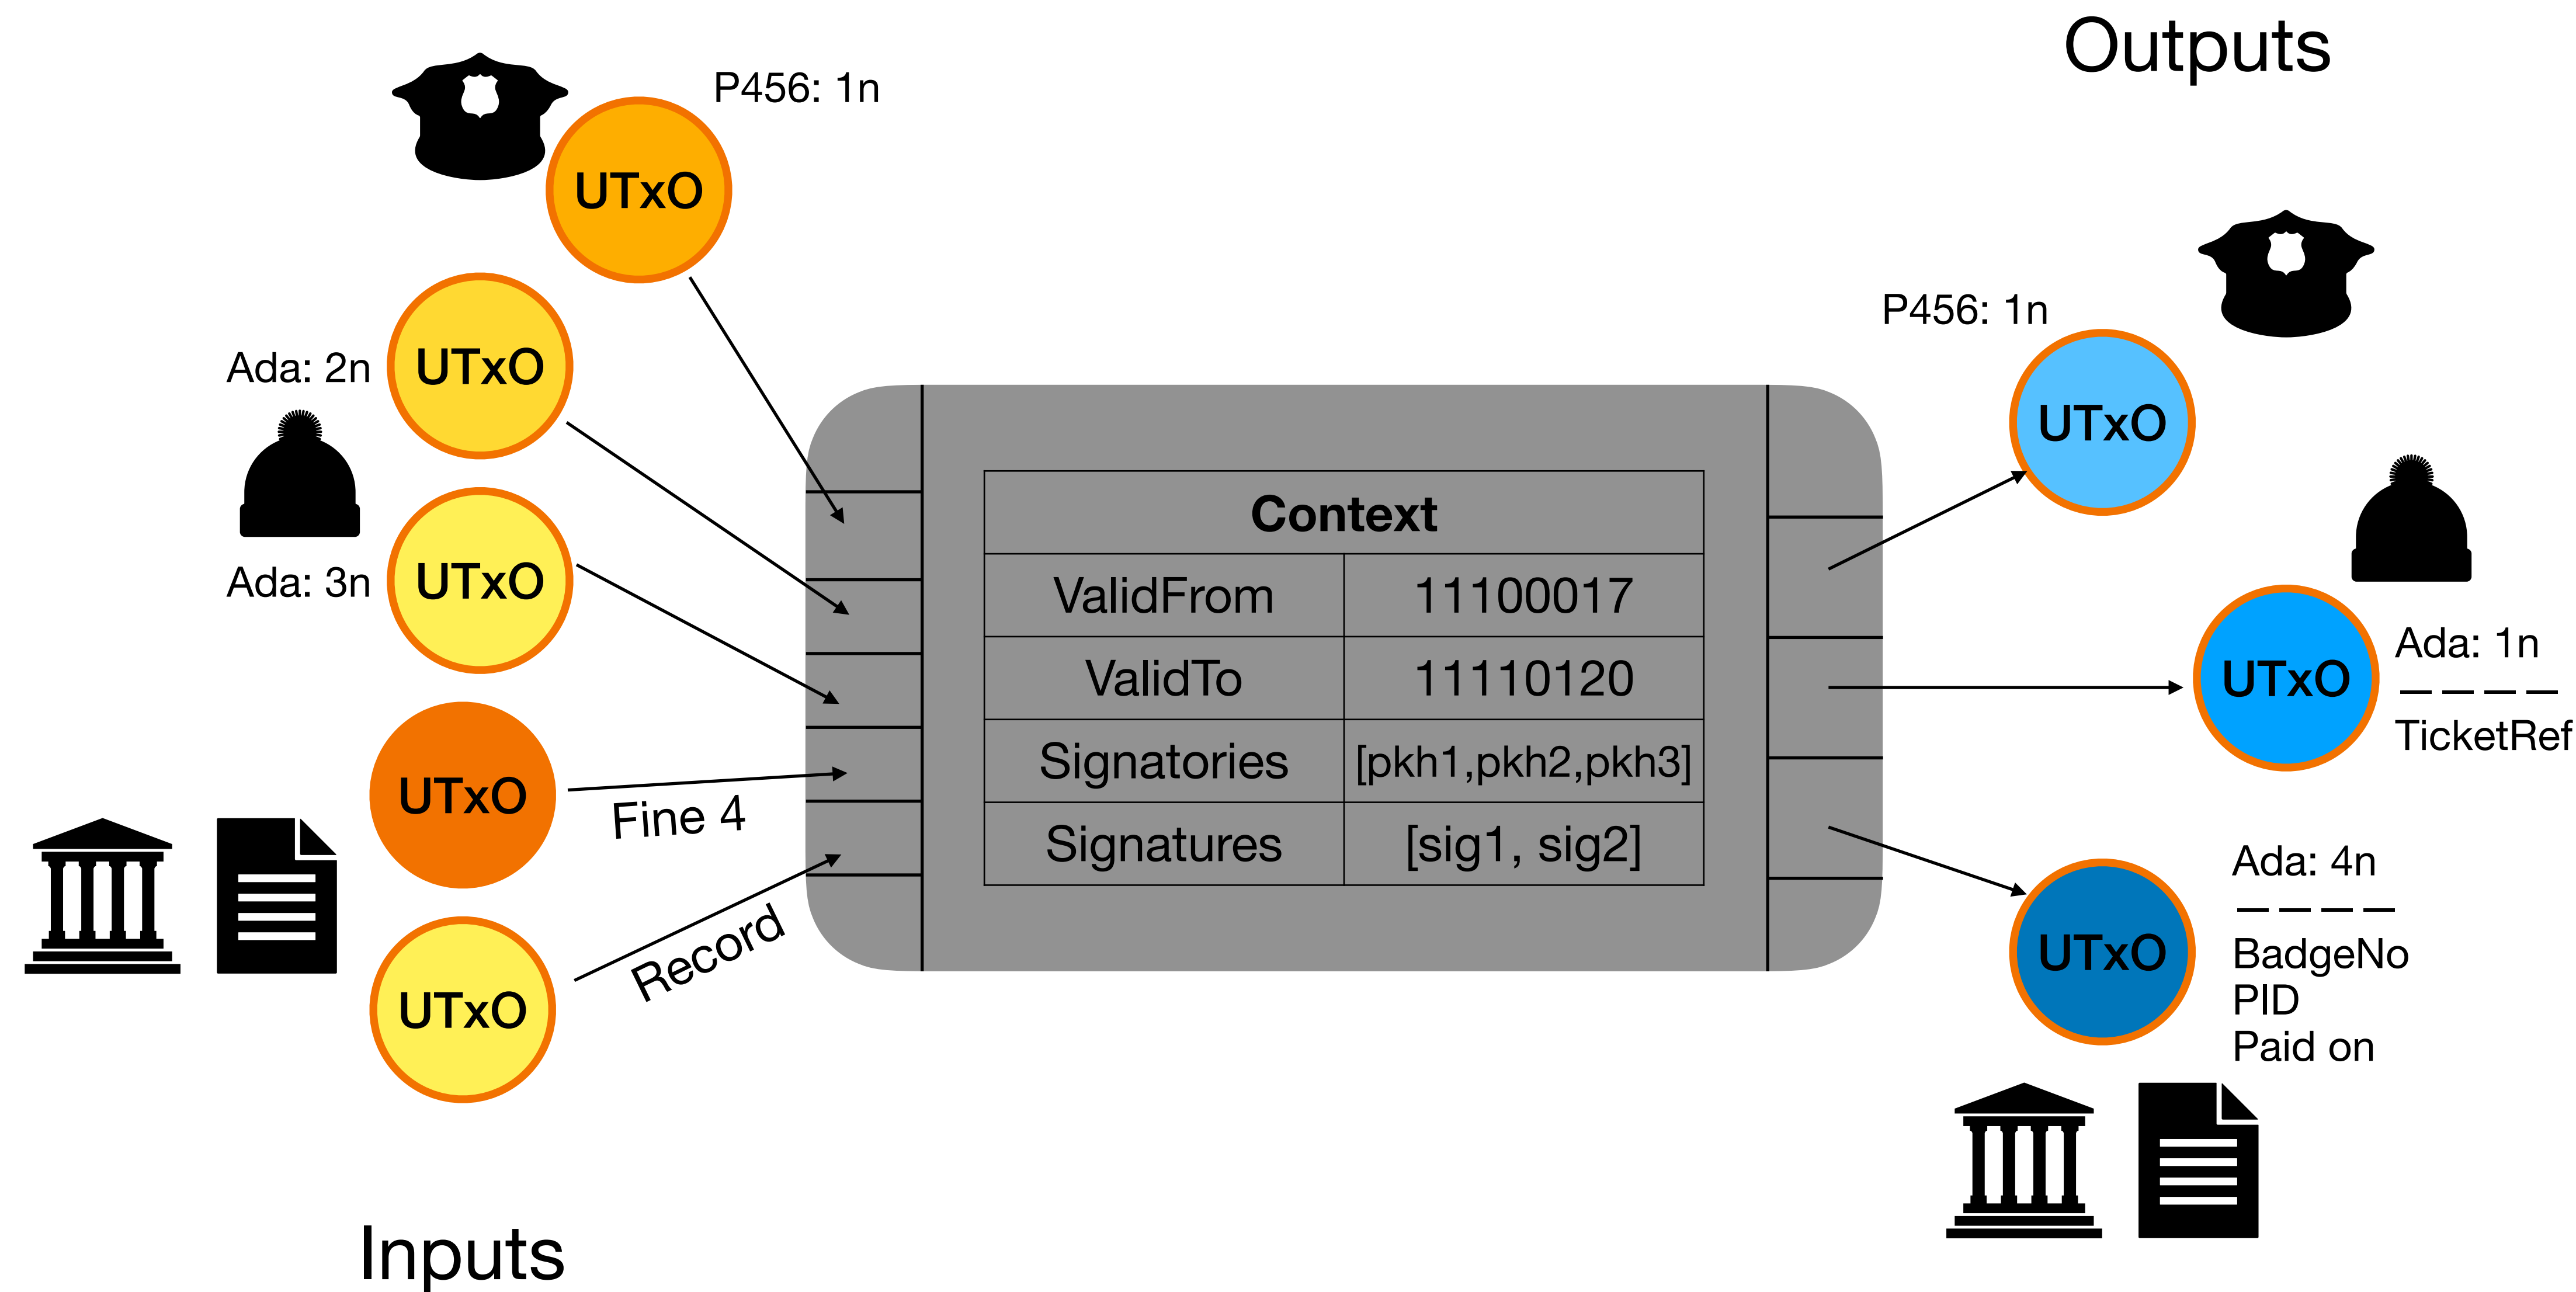 Outputs
P456: 1n
UTxO
Ada: 2n
UTxO
Ada: 3n
UTxO
UTxO
Fine 4
UTxO
Record
Inputs
Context
ValidFrom 11100017
ValidTo 11110120
Signatories [pkh1,pkh2,pkh3]
Signatures [sig1, sig2]
P456: 1n
UTxO
UTxO
Ada: 1n
TicketRef
UTxO
Ada: 4n
BadgeNo
PID
Paid on